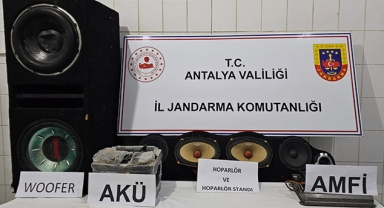 T.C.
ANTALYA VALİLİĞİ
İL JANDARMA KOMUTANLIĞI
WOOFER
AKÜ
HOPARLÖR
VE
HOPARLÖR STANDI
AMFİ